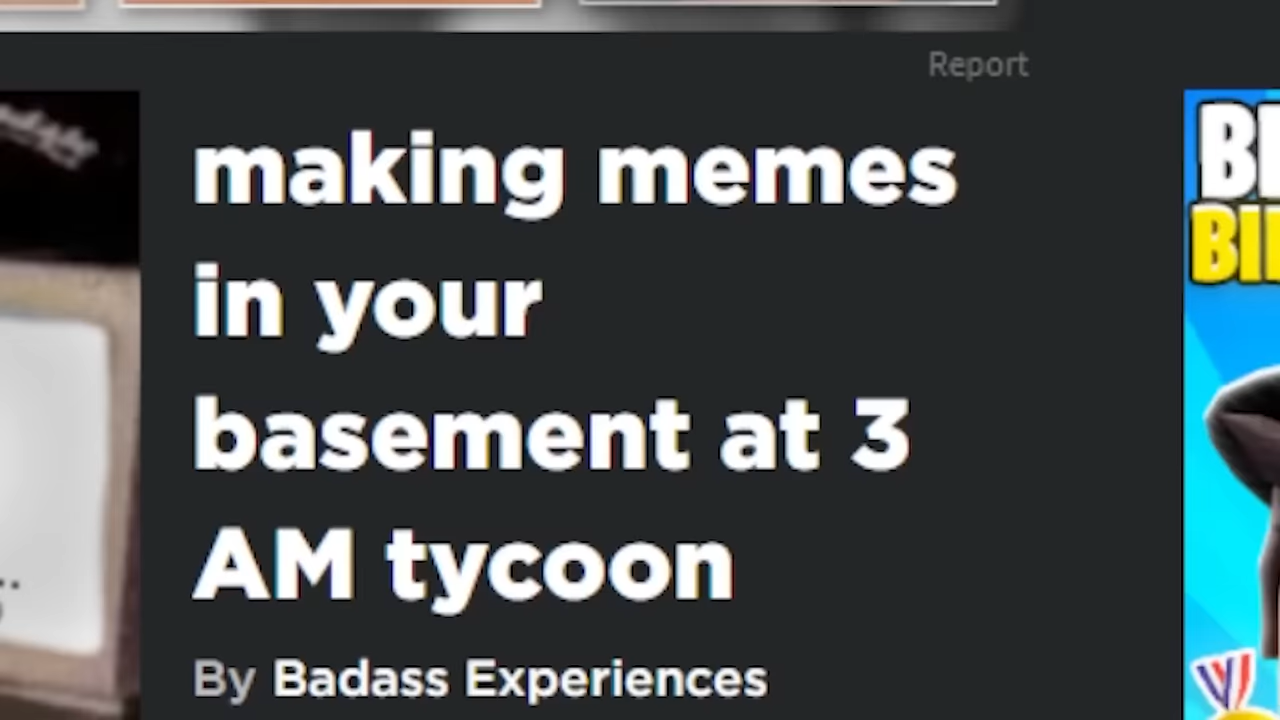 Report
making memes
in your
basement at 3
AM tycoon
By Badass Experiences